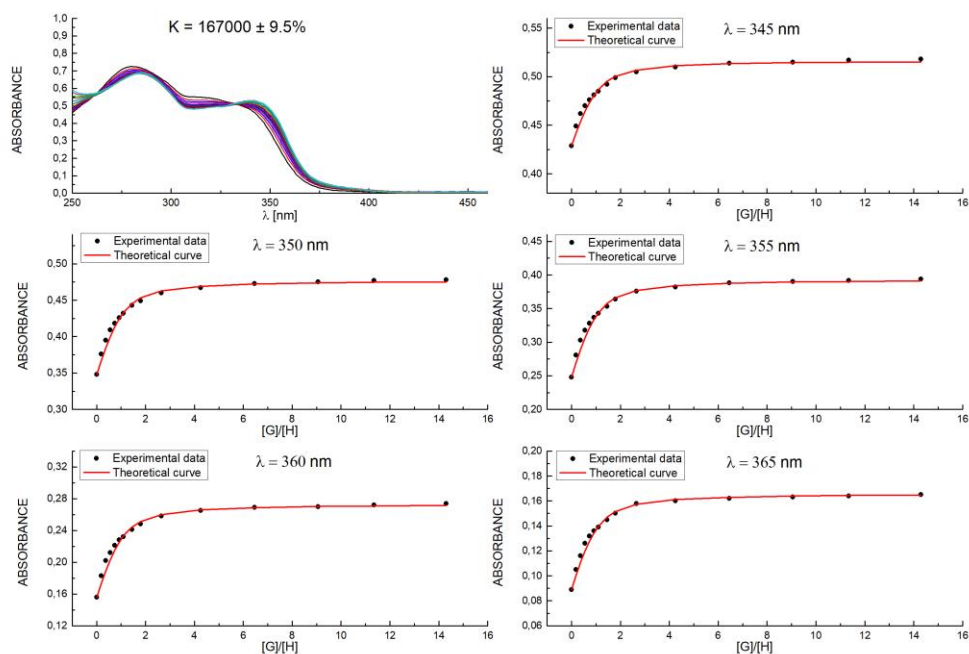 K = 167000 ± 9.5%
ABSORBANCE
1,0
0,9
0,8
0,7
0,6
0,5
0,4
0,3
0,2
0,1
0,0
250 300 350 400 450
λ [nm]
Experimental data
Theoretical curve
λ = 345 nm
ABSORBANCE
0,55
0,50
0,45
0,40
0 2 4 6 8 10 12 14 16
[G]/[H]
Experimental data
Theoretical curve
λ = 350 nm
ABSORBANCE
0,50
0,45
0,40
0,35
0,30
0 2 4 6 8 10 12 14 16
[G]/[H]
Experimental data
Theoretical curve
λ = 355 nm
ABSORBANCE
0,45
0,40
0,35
0,30
0,25
0,20
0 2 4 6 8 10 12 14 16
[G]/[H]
Experimental data
Theoretical curve
λ = 360 nm
ABSORBANCE
0,32
0,28
0,24
0,20
0,16
0,12
0 2 4 6 8 10 12 14 16
[G]/[H]
Experimental data
Theoretical curve
λ = 365 nm
ABSORBANCE
0,20
0,18
0,16
0,14
0,12
0,10
0,08
0,06
0 2 4 6 8 10 12 14 16
[G]/[H]